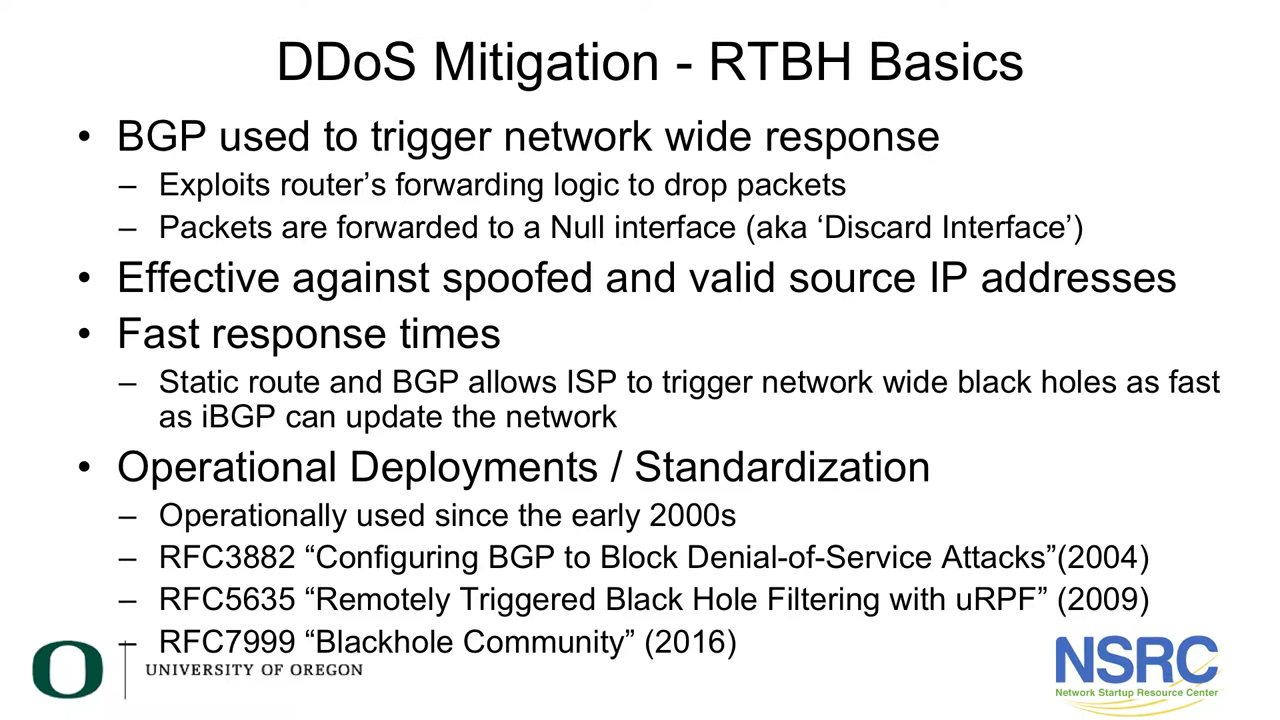 DDoS Mitigation - RTBH Basics
• BGP used to trigger network wide response
– Exploits router’s forwarding logic to drop packets
– Packets are forwarded to a Null interface (aka ‘Discard Interface’)
• Effective against spoofed and valid source IP addresses
• Fast response times
– Static route and BGP allows ISP to trigger network wide black holes as fast
as iBGP can update the network
• Operational Deployments / Standardization
– Operationally used since the early 2000s
– RFC3882 “Configuring BGP to Block Denial-of-Service Attacks”(2004)
– RFC5635 “Remotely Triggered Black Hole Filtering with uRPF” (2009)
– RFC7999 “Blackhole Community” (2016)
O
UNIVERSITY OF OREGON
NSRC
Network Startup Resource Center